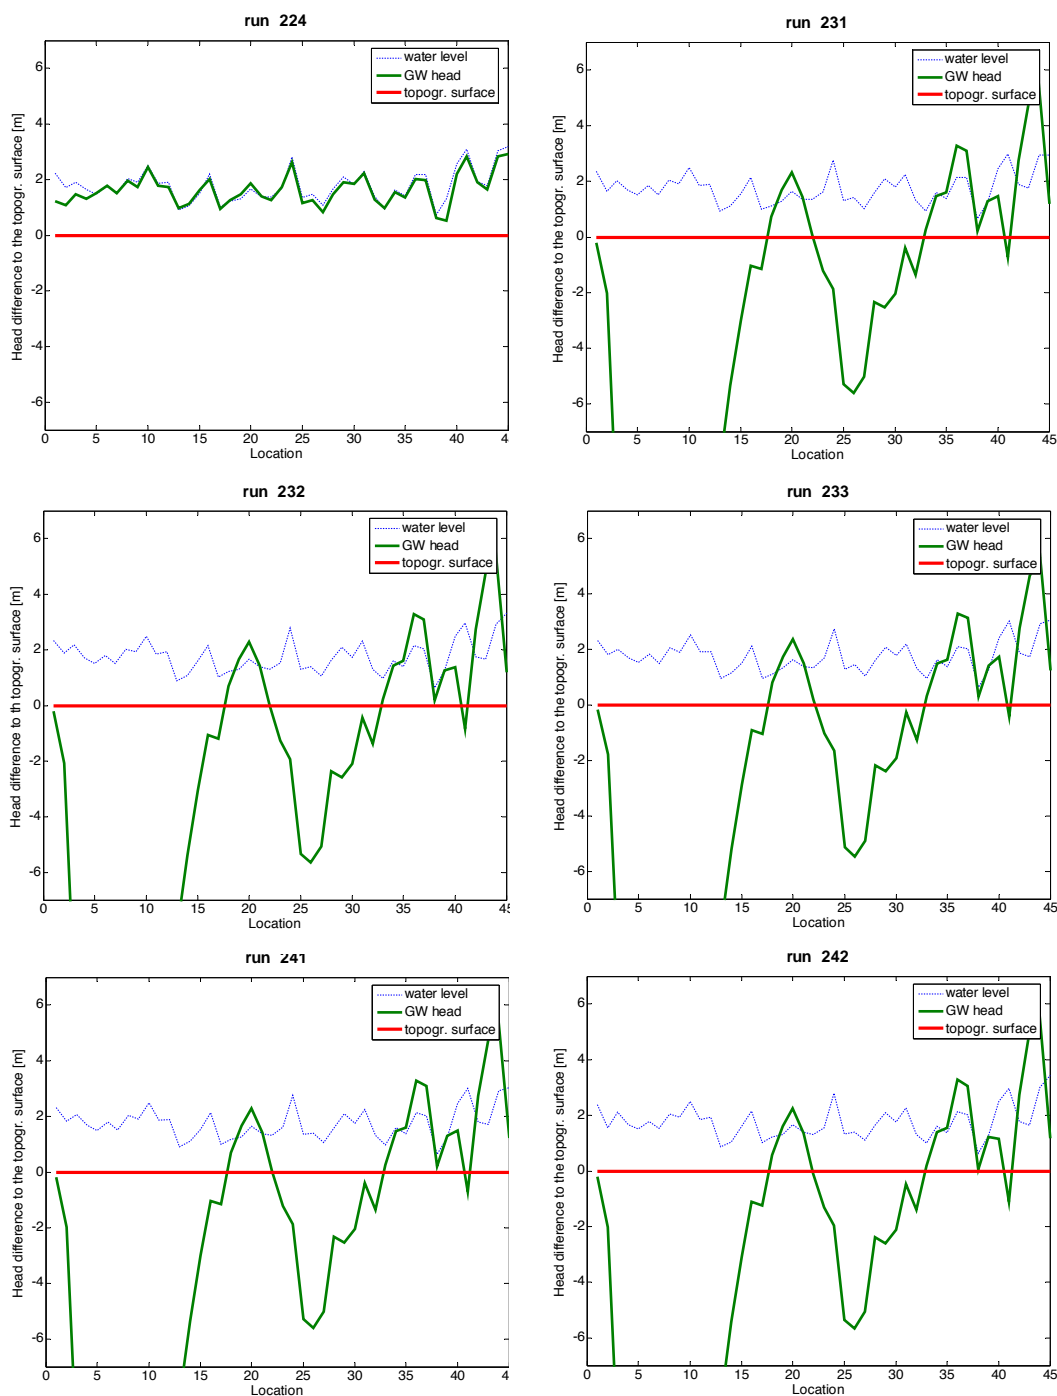 run 224
Head difference to the topogr. surface [m]
water level
GW head
topogr. surface
6
4
2
0
-2
-4
-6
0 5 10 15 20 25 30 35 40 4
Location
run 231
Head difference to the topogr. surface [m]
water level
GW head
topogr. surface
6
4
2
0
-2
-4
-6
0 5 10 15 20 25 30 35 40 45
Location
run 232
Head difference to th topogr. surface [m]
water level
GW head
topogr. surface
6
4
2
0
-2
-4
-6
0 5 10 15 20 25 30 35 40 45
Location
run 233
Head difference to the topogr. surface [m]
water level
GW head
topogr. surface
6
4
2
0
-2
-4
-6
0 5 10 15 20 25 30 35 40 45
Location
run 241
Head difference to the topogr. surface [m]
water level
GW head
topogr. surface
6
4
2
0
-2
-4
-6
0 5 10 15 20 25 30 35 40 45
Location
run 242
Head difference to the topogr. surface [m]
water level
GW head
topogr. surface
6
4
2
0
-2
-4
-6
0 5 10 15 20 25 30 35 40 45
Location